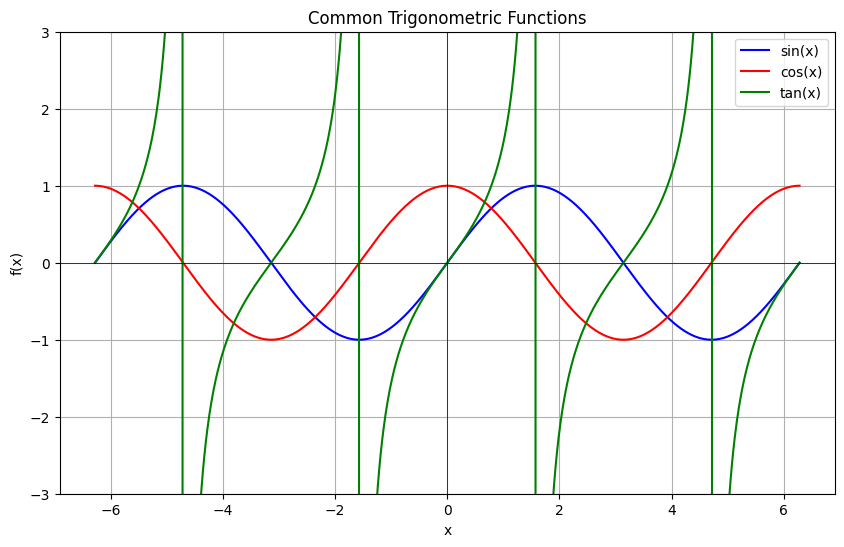 Common Trigonometric Functions
sin(x)
cos(x)
tan(x)
3
2
1
0
−1
−2
−3
f(x)
−6 −4 −2 0 2 4 6
x